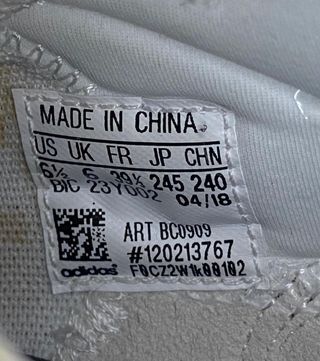 MADE IN CHINA
US UK FR JP CHN
6½ 6 39⅓ 245 240
BIC 23Y002 04/18
ART BC0909
#120213767
adidas F0CZ2W1k00102